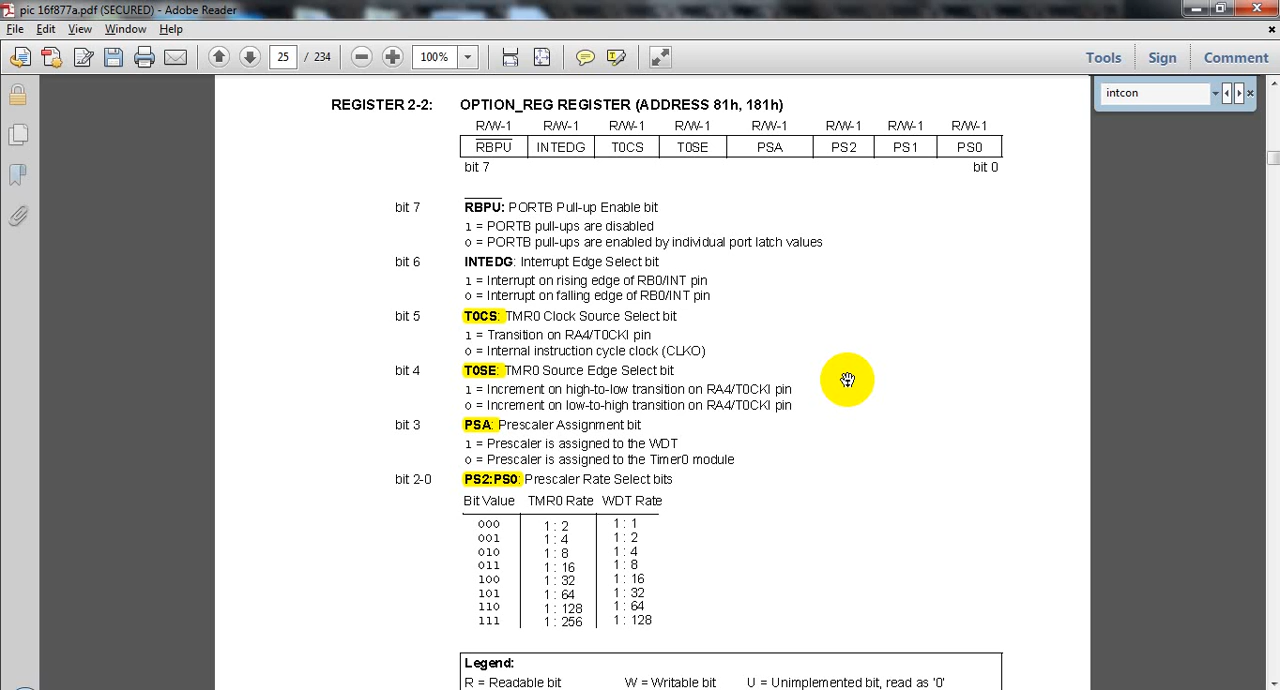 pic 16f877a.pdf (SECURED) - Adobe Reader
File Edit View Window Help
25 / 234 100% Tools Sign Comment
intcon
REGISTER 2-2: OPTION_REG REGISTER (ADDRESS 81h, 181h)
R/W-1 R/W-1 R/W-1 R/W-1 R/W-1 R/W-1 R/W-1 R/W-1
RBPU INTEDG T0CS T0SE PSA PS2 PS1 PS0
bit 7 bit 0
bit 7 RBPU: PORTB Pull-up Enable bit
1 = PORTB pull-ups are disabled
0 = PORTB pull-ups are enabled by individual port latch values
bit 6 INTEDG: Interrupt Edge Select bit
1 = Interrupt on rising edge of RB0/INT pin
0 = Interrupt on falling edge of RB0/INT pin
bit 5 T0CS: TMR0 Clock Source Select bit
1 = Transition on RA4/T0CKI pin
0 = Internal instruction cycle clock (CLKO)
bit 4 T0SE: TMR0 Source Edge Select bit
1 = Increment on high-to-low transition on RA4/T0CKI pin
0 = Increment on low-to-high transition on RA4/T0CKI pin
bit 3 PSA: Prescaler Assignment bit
1 = Prescaler is assigned to the WDT
0 = Prescaler is assigned to the Timer0 module
bit 2-0 PS2:PS0: Prescaler Rate Select bits
Bit Value TMR0 Rate WDT Rate
000 1 : 2 1 : 1
001 1 : 4 1 : 2
010 1 : 8 1 : 4
011 1 : 16 1 : 8
100 1 : 32 1 : 16
101 1 : 64 1 : 32
110 1 : 128 1 : 64
111 1 : 256 1 : 128
Legend:
R = Readable bit W = Writable bit U = Unimplemented bit, read as '0'